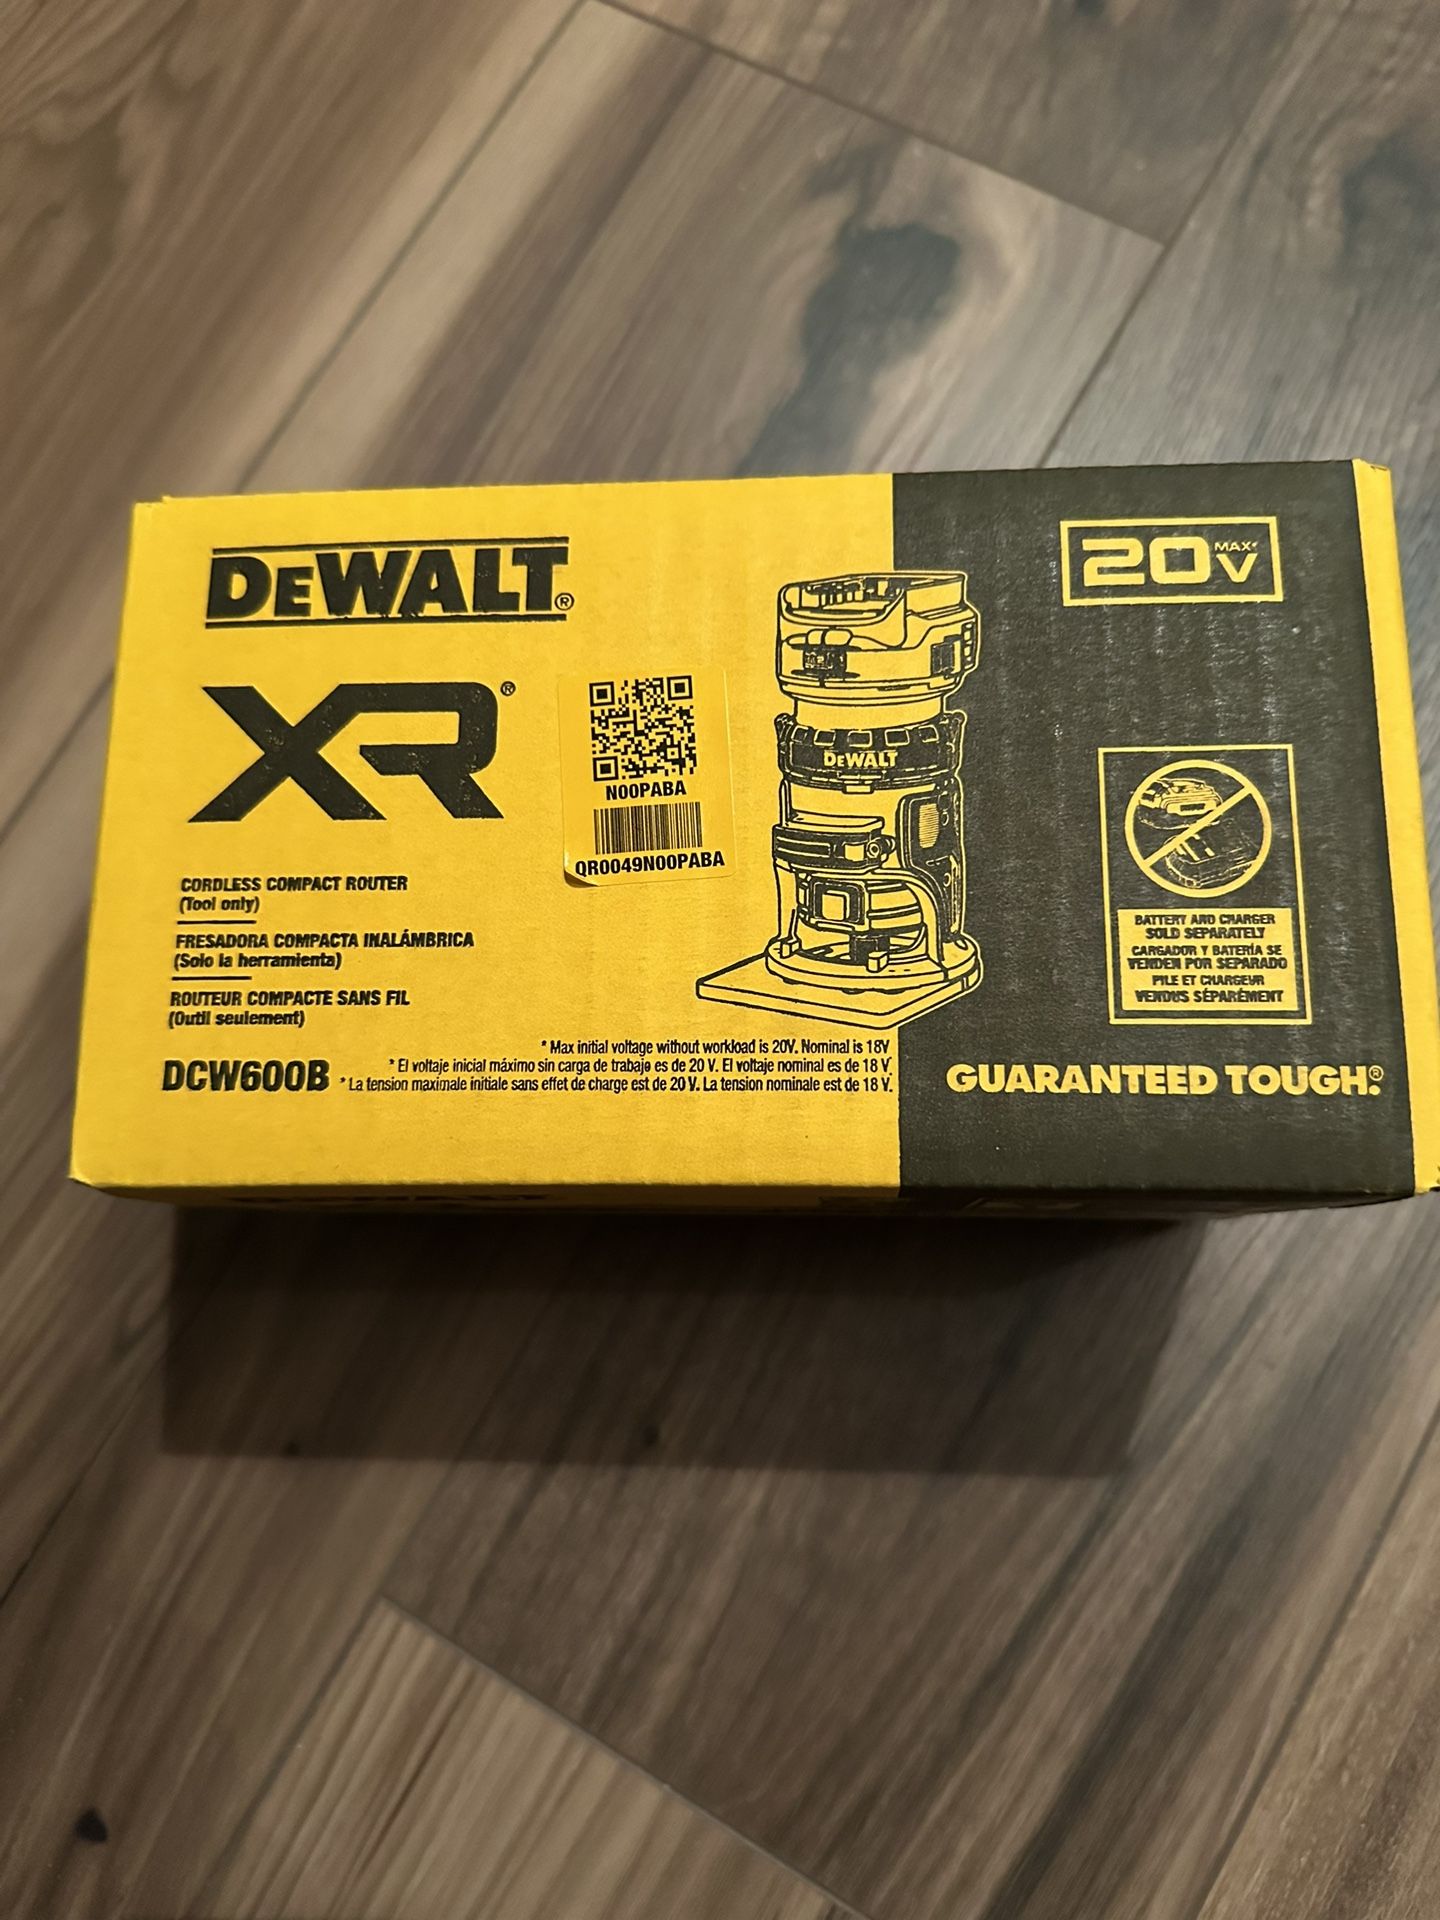 DEWALT®
XR®
N00PABA
QR0049N00PABA
CORDLESS COMPACT ROUTER
(Tool only)
FRESADORA COMPACTA INALÁMBRICA
(Solo la herramienta)
ROUTEUR COMPACTE SANS FIL
(Outil seulement)
DCW600B
* Max initial voltage without workload is 20V. Nominal is 18V
* El voltaje inicial máximo sin carga de trabajo es de 20 V. El voltaje nominal es de 18 V.
* La tension maximale initiale sans effet de charge est de 20 V. La tension nominale est de 18 V.
DEWALT
20V MAX*
BATTERY AND CHARGER
SOLD SEPARATELY
CARGADOR Y BATERÍA SE
VENDEN POR SEPARADO
PILE ET CHARGEUR
VENDUS SÉPARÉMENT
GUARANTEED TOUGH.®